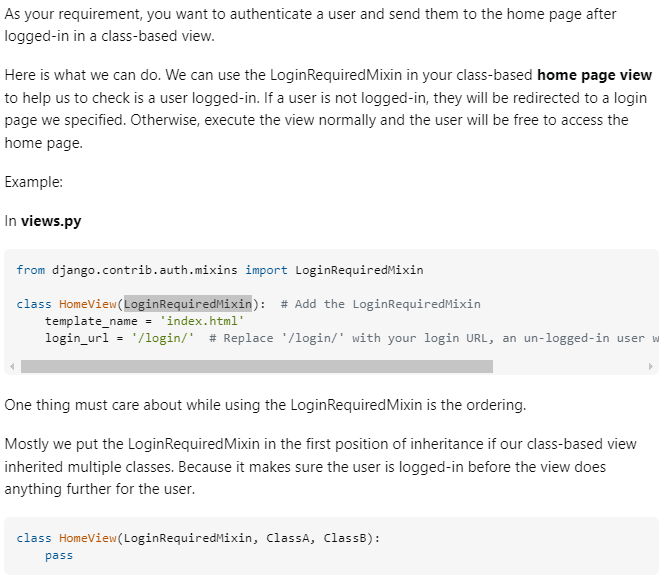 As your requirement, you want to authenticate a user and send them to the home page after
logged-in in a class-based view.
Here is what we can do. We can use the LoginRequiredMixin in your class-based home page view
to help us to check is a user logged-in. If a user is not logged-in, they will be redirected to a login
page we specified. Otherwise, execute the view normally and the user will be free to access the
home page.
Example:
In views.py
from django.contrib.auth.mixins import LoginRequiredMixin
class HomeView(LoginRequiredMixin):  # Add the LoginRequiredMixin
    template_name = 'index.html'
    login_url = '/login/'  # Replace '/login/' with your login URL, an un-logged-in user w
One thing must care about while using the LoginRequiredMixin is the ordering.
Mostly we put the LoginRequiredMixin in the first position of inheritance if our class-based view
inherited multiple classes. Because it makes sure the user is logged-in before the view does
anything further for the user.
class HomeView(LoginRequiredMixin, ClassA, ClassB):
    pass